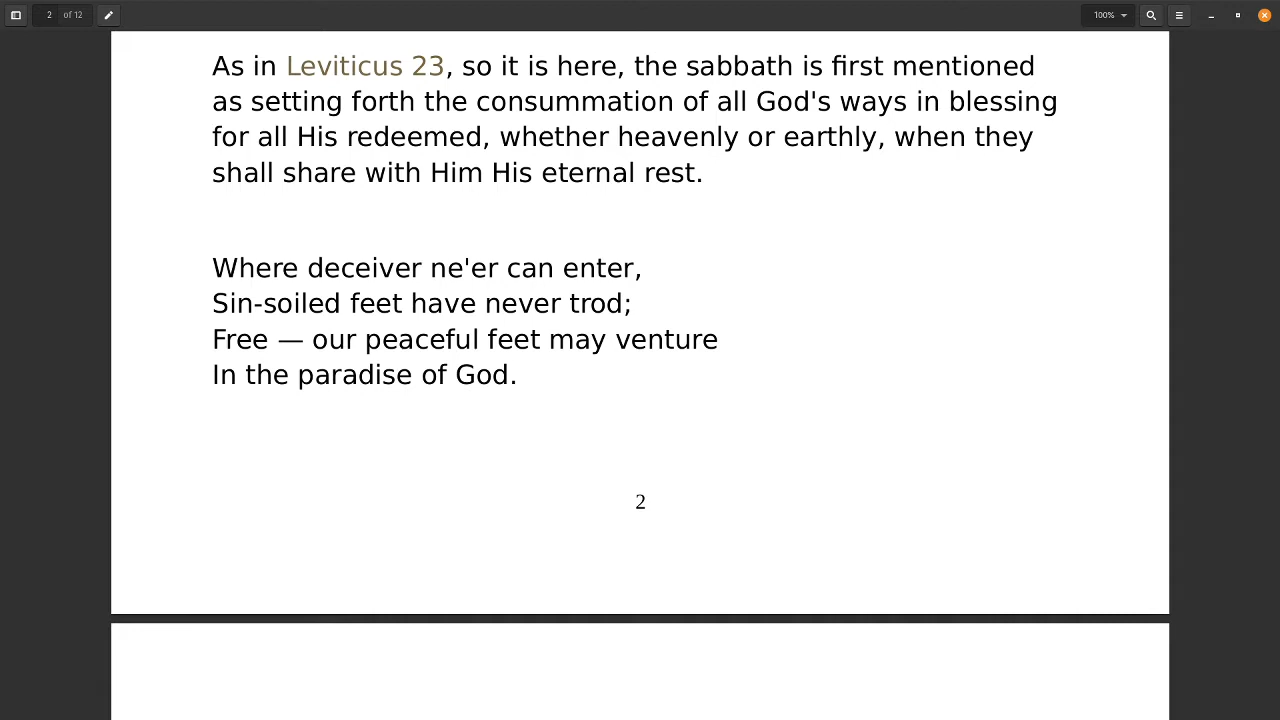 2 of 12
100%
As in Leviticus 23, so it is here, the sabbath is first mentioned
as setting forth the consummation of all God's ways in blessing
for all His redeemed, whether heavenly or earthly, when they
shall share with Him His eternal rest.
Where deceiver ne'er can enter,
Sin-soiled feet have never trod;
Free — our peaceful feet may venture
In the paradise of God.
2